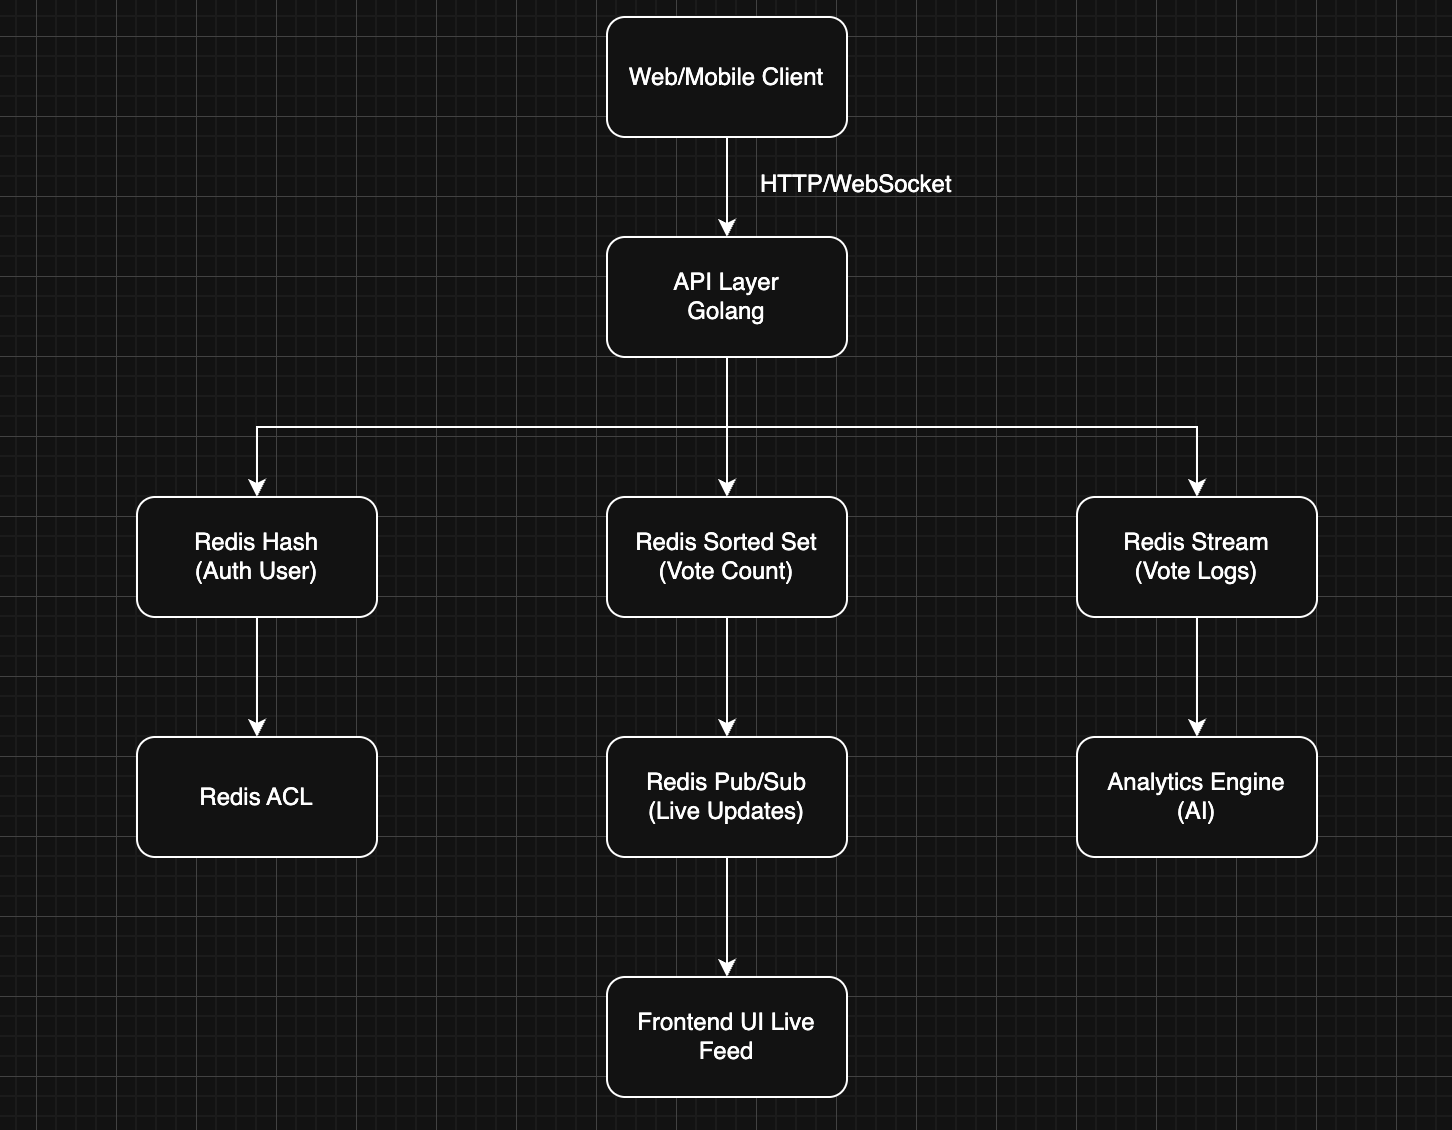 Web/Mobile Client
HTTP/WebSocket
API Layer
Golang
Redis Hash
(Auth User)
Redis Sorted Set
(Vote Count)
Redis Stream
(Vote Logs)
Redis ACL
Redis Pub/Sub
(Live Updates)
Analytics Engine
(AI)
Frontend UI Live
Feed